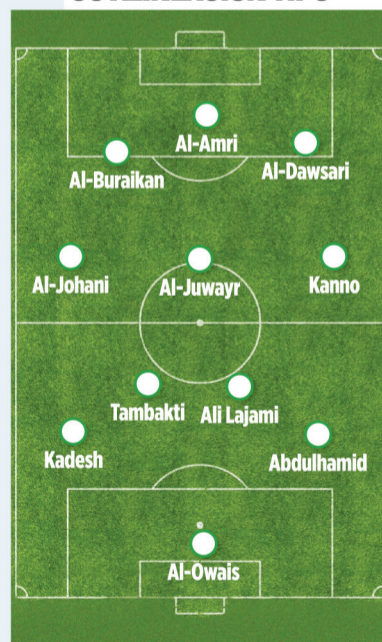 Al-Amri
Al-Buraikan
Al-Dawsari
Al-Johani
Al-Juwayr
Kanno
Tambakti
Ali Lajami
Kadesh
Abdulhamid
Al-Owais